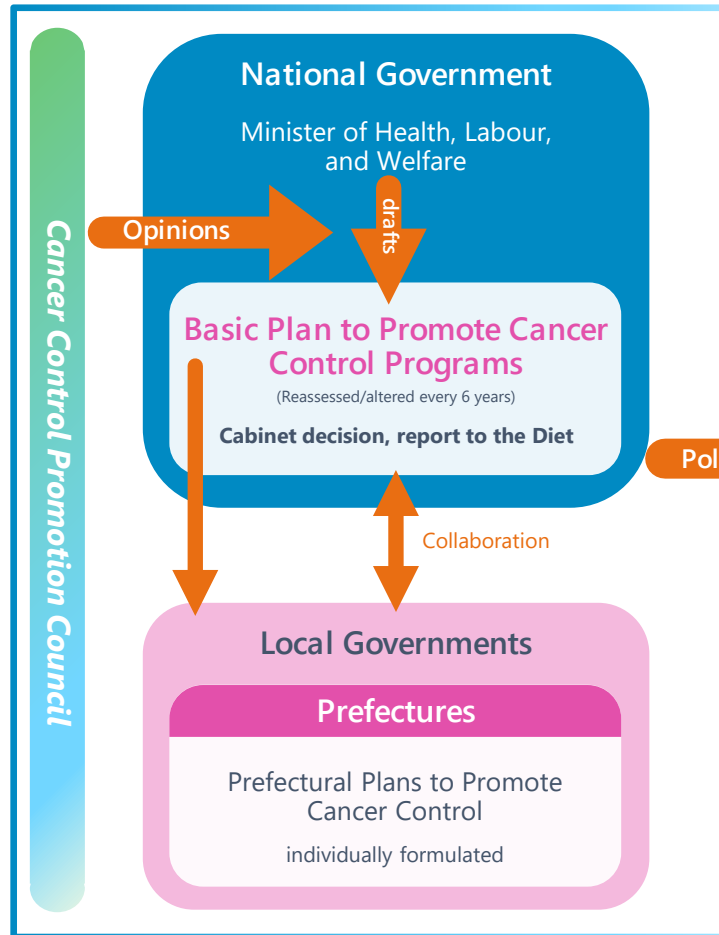 Cancer Control Promotion Council
National Government
Minister of Health, Labour,
and Welfare
drafts
Opinions
Basic Plan to Promote Cancer
Control Programs
(Reassessed/altered every 6 years)
Cabinet decision, report to the Diet
Pol
Collaboration
Local Governments
Prefectures
Prefectural Plans to Promote
Cancer Control
individually formulated